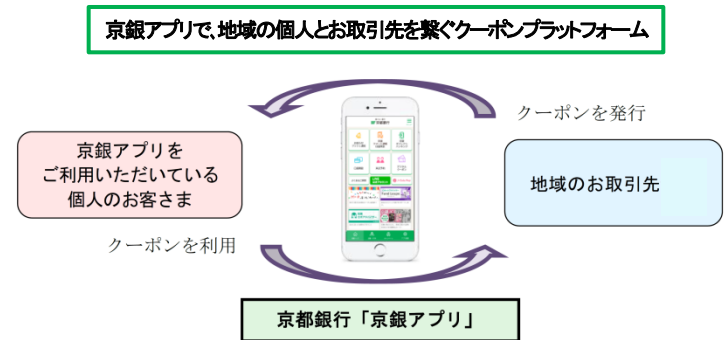 京銀アプリで、地域の個人とお取引先を繋ぐクーポンプラットフォーム
クーポンを発行
京銀アプリを
ご利用いただいている
個人のお客さま
地域のお取引先
クーポンを利用
京都銀行「京銀アプリ」